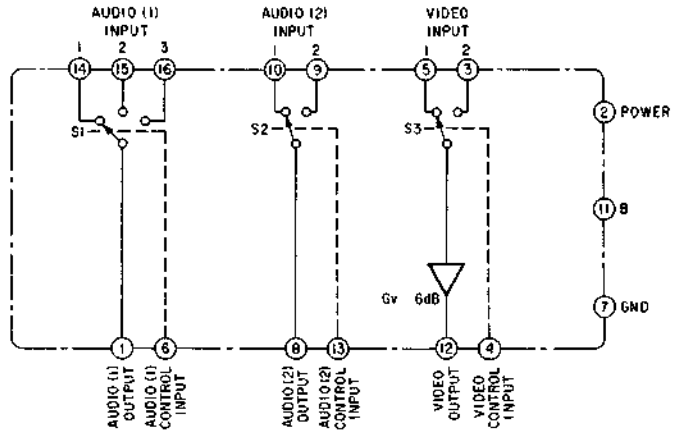 AUDIO (1)
INPUT
AUDIO (2)
INPUT
VIDEO
INPUT
1 2 3
1 2
1 2
14 15 16
10 9
5 3
S1
S2
S3
2 POWER
11 B
7 GND
Gv 6dB
1 6
8 13
12 4
AUDIO (1)
OUTPUT
AUDIO (1)
CONTROL
INPUT
AUDIO (2)
OUTPUT
AUDIO (2)
CONTROL
INPUT
VIDEO
OUTPUT
VIDEO
CONTROL
INPUT